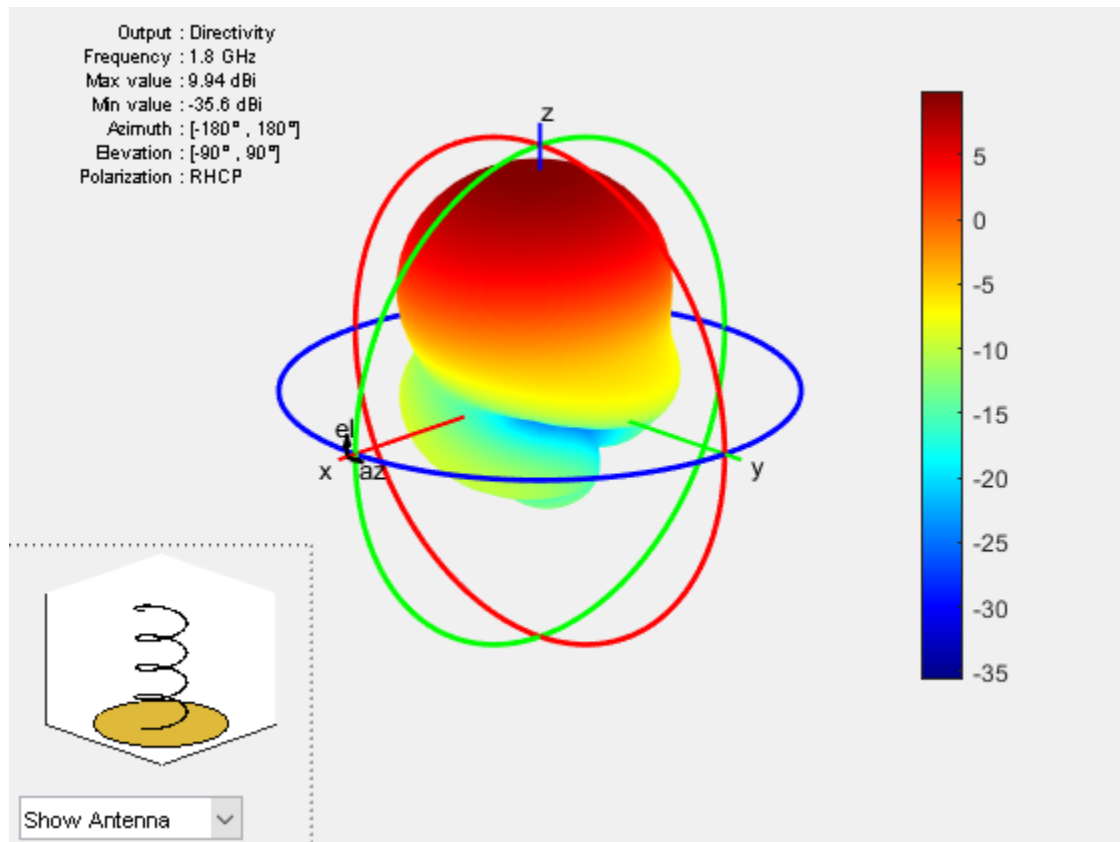 Output : Directivity
Frequency : 1.8 GHz
Max value : 9.94 dBi
Min value : -35.6 dBi
Azimuth : [-180° , 180°]
Elevation : [-90° , 90°]
Polarization : RHCP
z
5
0
-5
-10
-15
-20
-25
-30
-35
el
x
az
y
Show Antenna